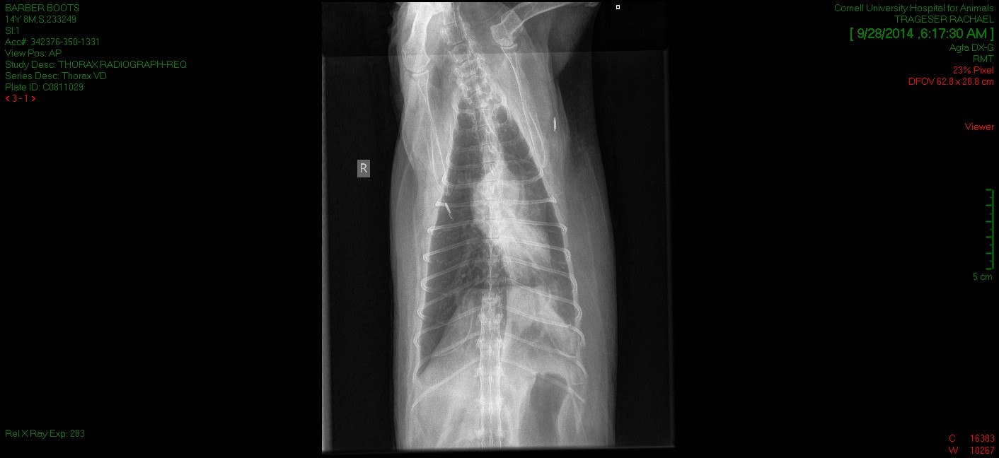 BARBER BOOTS
14Y 8M,S,233249
SI:1
Acc#: 342376-350-1331
View Pos: AP
Study Desc: THORAX RADIOGRAPH-REQ
Series Desc: Thorax VD
Plate ID: C0811029
< 3 - 1 >
Cornell University Hospital for Animals
TRAGESER RACHAEL
[ 9/28/2014 ,6:17:30 AM ]
Agfa DX-G
RMT
23% Pixel
DFOV 62.8 x 28.8 cm
Viewer
R
5 cm
Rel X Ray Exp: 283
C 16383
W 10267